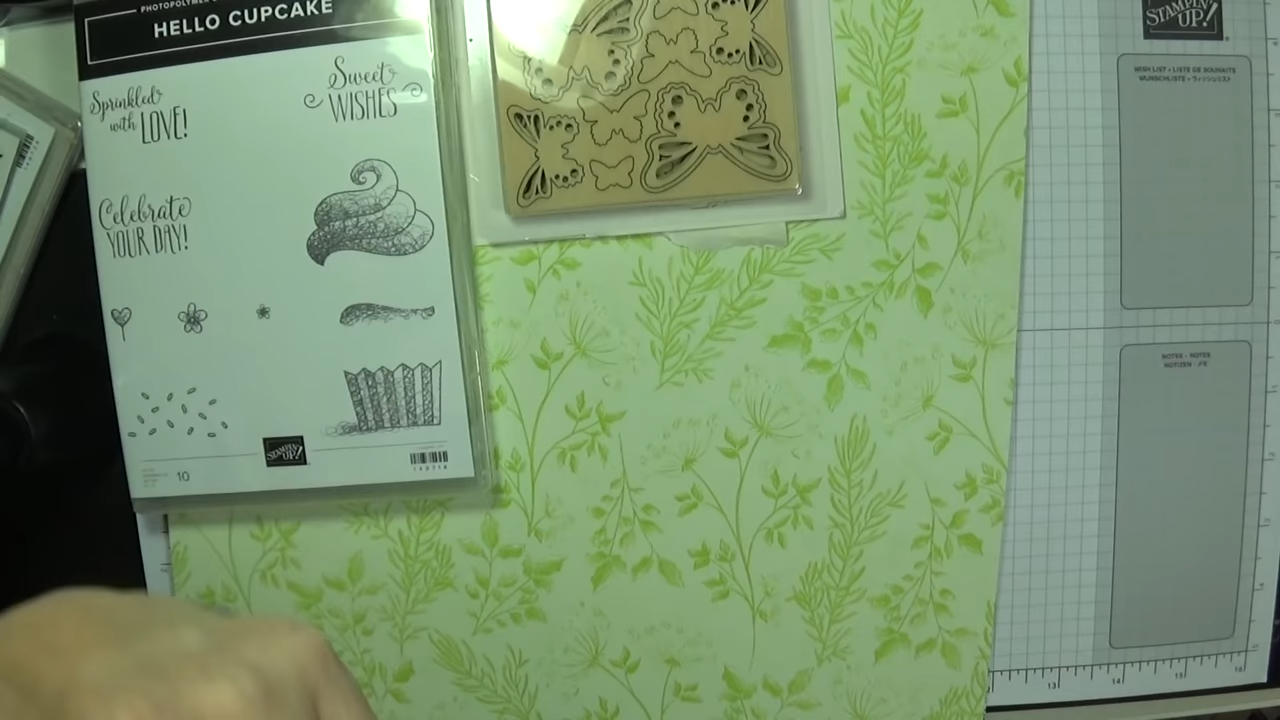 PHOTOPOLYMER
HELLO CUPCAKE
Sprinkled
with LOVE!
Sweet
WISHES
Celebrate
YOUR DAY!
STAMPIN' UP!
10
STAMPIN' UP!
WISH LIST • LISTE DE SOUHAITS
WUNSCHLISTE • ウィッシュリスト
NOTES • NOTES
NOTIZEN • メモ
13
14
15
16